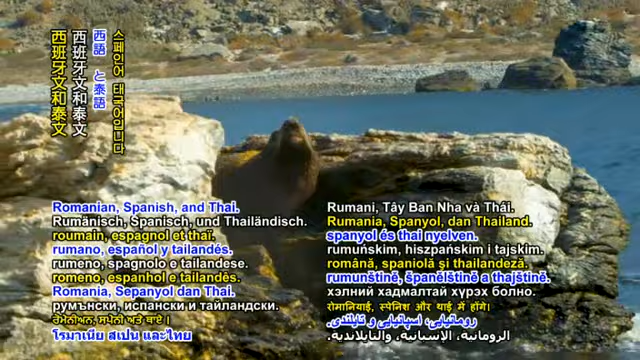 스페인어 태국어입니다
西語 と泰語
西班牙文和泰文
西班牙文和泰文
Romanian, Spanish, and Thai.
Rumänisch, Spanisch, und Thailändisch.
roumain, espagnol et thaï.
rumano, español y tailandés.
rumeno, spagnolo e tailandese.
romeno, espanhol e tailandês.
Romania, Sepanyol dan Thai.
румънски, испански и тайландски.
ਰੋਮੇਨੀਅਨ, ਸਪੇਨੀ ਅਤੇ ਥਾਏ।
โรมาเนีย สเปน และไทย
Rumani, Tây Ban Nha và Thái.
Rumania, Spanyol, dan Thailand.
spanyol és thai nyelven.
rumuńskim, hiszpańskim i tajskim.
română, spaniolă și thailandeză.
rumunštině, španělštině a thajštině.
хэлний хадмалтай хүрэх болно.
रोमानियाई, स्पेनिश और थाई में होंगे।
رومانیایی، اسپانیایی و تایلندی.
الرومانية، الإسبانية، والتايلاندية.